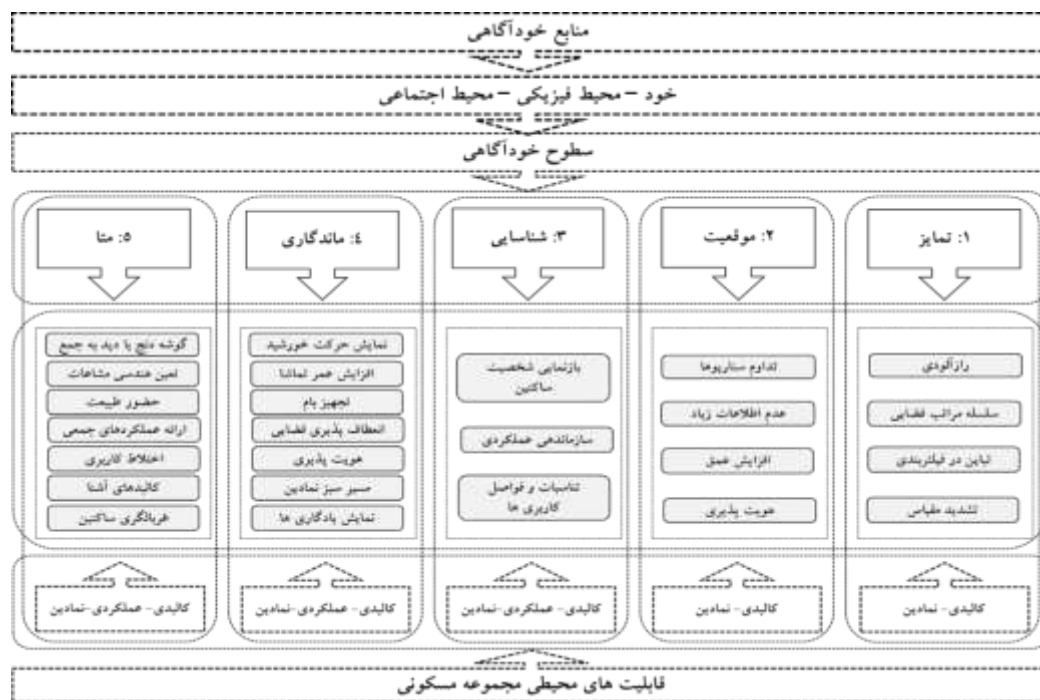 منابع خودآگاهی
خود – محیط فیزیکی – محیط اجتماعی
سطوح خودآگاهی
۱: تمایز
۲: موقعیت
۳: شناسایی
٤: ماندگاری
٥: متا
رازآلودی
سلسله مراتب فضایی
تباین در فیلتربندی
تشدید مقیاس
تداوم سناریوها
عدم اطلاعات زیاد
افزایش عمق
هویت پذیری
بازنمایی شخصیت
ساکنین
سازماندهی عملکردی
تناسبات و فواصل
کاربری ها
نمایش حرکت خورشید
افزایش عمر تماشا
تجهیز بام
انعطاف پذیری فضایی
هویت پذیری
مسیر سبز نمادین
نمایش یادگاری ها
گوشه دنج با دید به جمع
تعین هندسی مشاعات
حضور طبیعت
ارائه عملکردهای جمعی
اختلاط کاربری
کالبدهای آشنا
غربالگری ساکنین
کالبدی- نمادین
کالبدی- نمادین
کالبدی- عملکردی-نمادین
کالبدی- عملکردی-نمادین
کالبدی- عملکردی-نمادین
قابلیت های محیطی مجموعه مسکونی